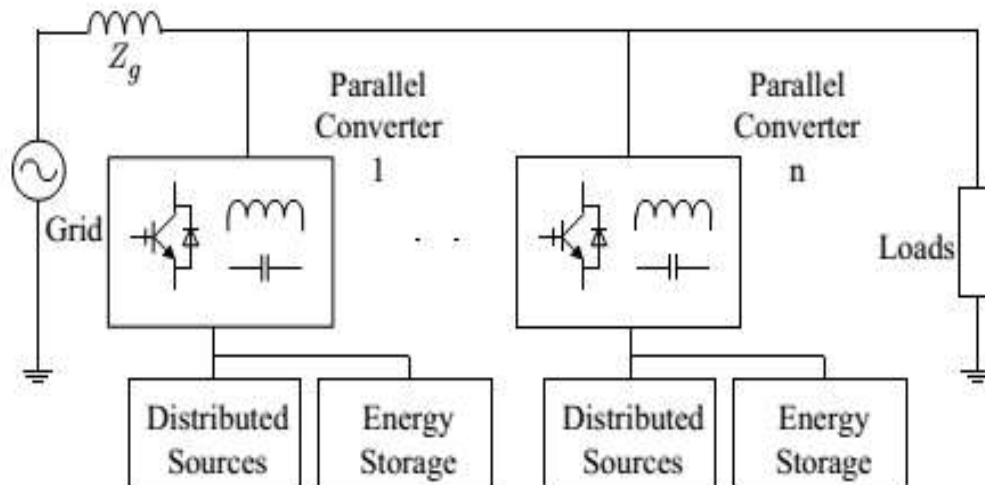 Z_g
Parallel
Converter
1
Parallel
Converter
n
Grid
. .
Loads
Distributed
Sources
Energy
Storage
Distributed
Sources
Energy
Storage